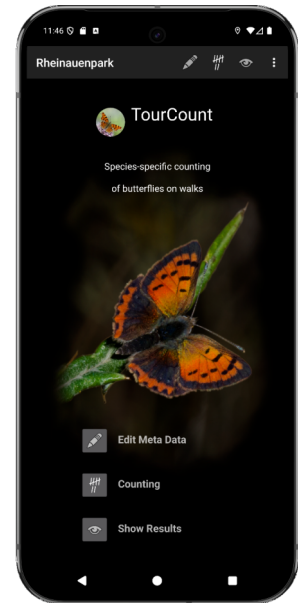 11:46
Rheinauenpark
TourCount
Species-specific counting
of butterflies on walks
Edit Meta Data
Counting
Show Results